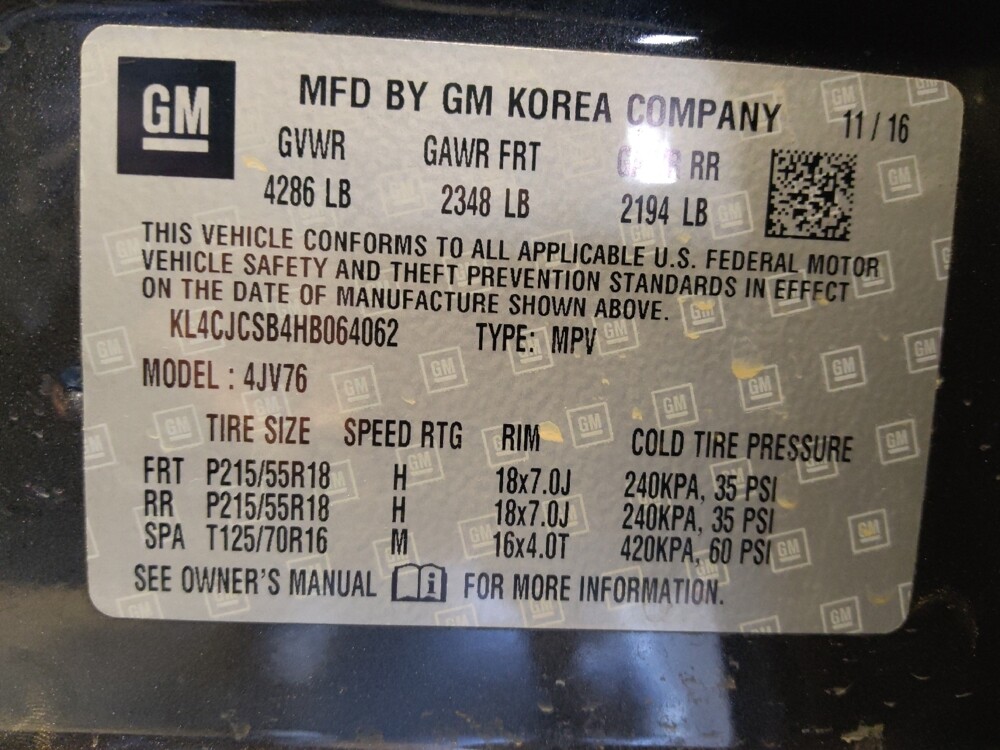 GM
MFD BY GM KOREA COMPANY 11 / 16
GVWR GAWR FRT GAWR RR
4286 LB 2348 LB 2194 LB
THIS VEHICLE CONFORMS TO ALL APPLICABLE U.S. FEDERAL MOTOR
VEHICLE SAFETY AND THEFT PREVENTION STANDARDS IN EFFECT
ON THE DATE OF MANUFACTURE SHOWN ABOVE.
KL4CJCSB4HB064062 TYPE: MPV
MODEL : 4JV76
TIRE SIZE SPEED RTG RIM COLD TIRE PRESSURE
FRT P215/55R18 H 18x7.0J 240KPA, 35 PSI
RR P215/55R18 H 18x7.0J 240KPA, 35 PSI
SPA T125/70R16 M 16x4.0T 420KPA, 60 PSI
SEE OWNER'S MANUAL i FOR MORE INFORMATION.